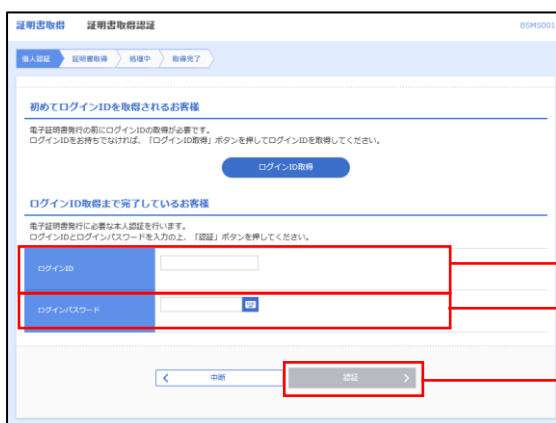 証明書取得 証明書取得認証
BSMS001
個人認証 証明書取得 処理中 取得完了
初めてログインIDを取得されるお客様
電子証明書発行の前にログインIDの取得が必要です。
ログインIDをお持ちでなければ、「ログインID取得」ボタンを押してログインIDを取得してください。
ログインID取得
ログインID取得まで完了しているお客様
電子証明書発行に必要な本人認証を行います。
ログインIDとログインパスワードを入力の上、「認証」ボタンを押してください。
ログインID
ログインパスワード
中断 認証